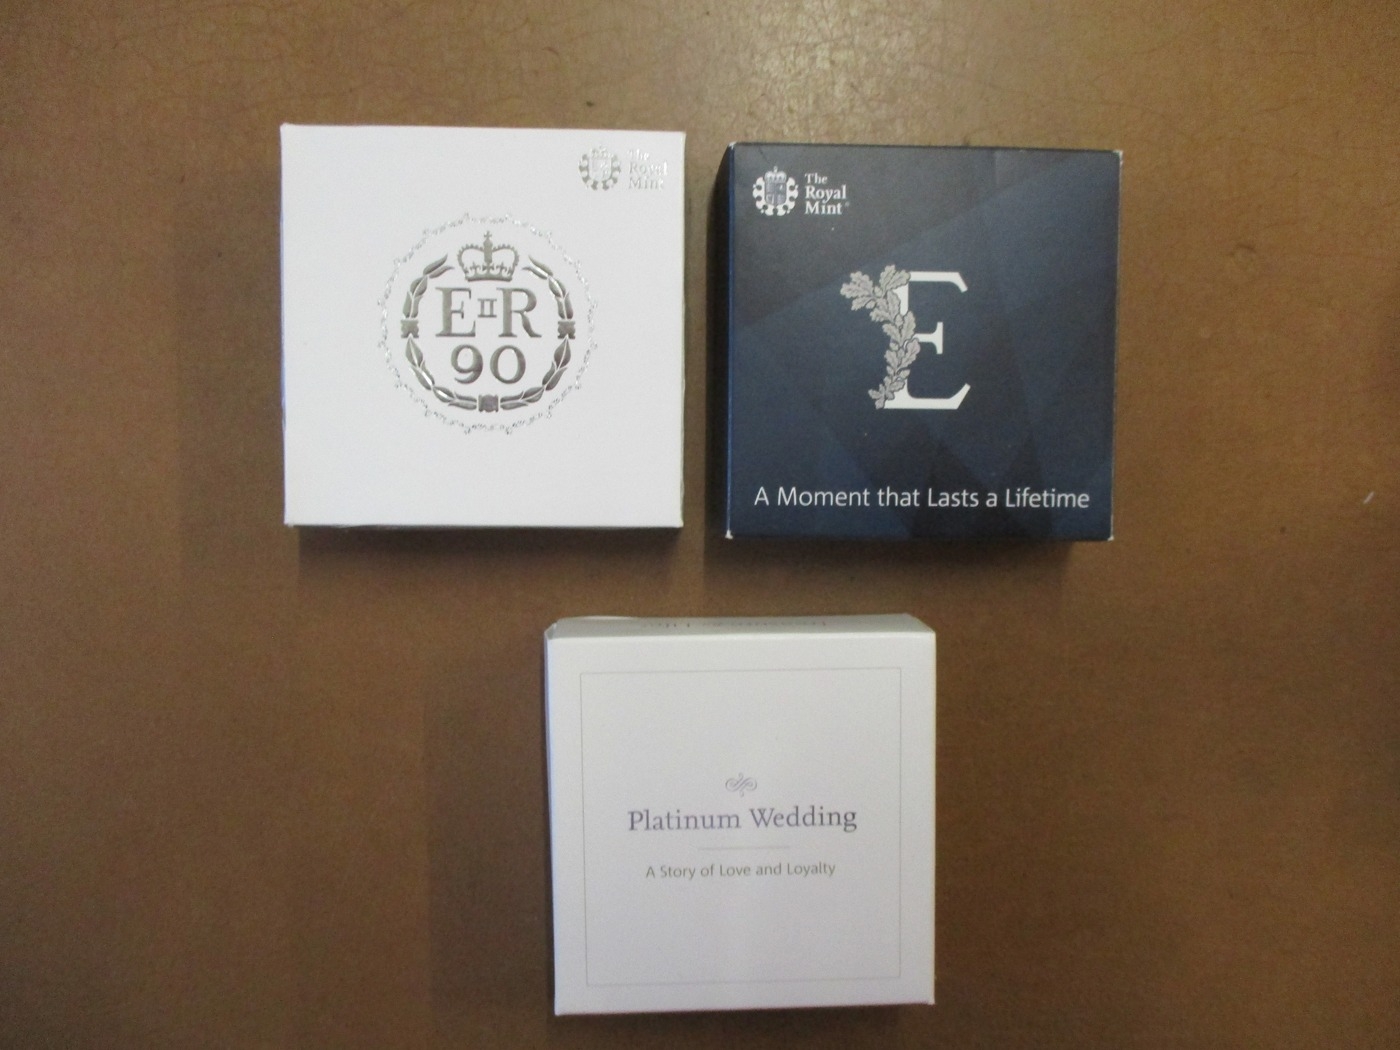 The
Royal
Mint
EIIR
90
The
Royal
Mint
E
A Moment that Lasts a Lifetime
Platinum Wedding
A Story of Love and Loyalty